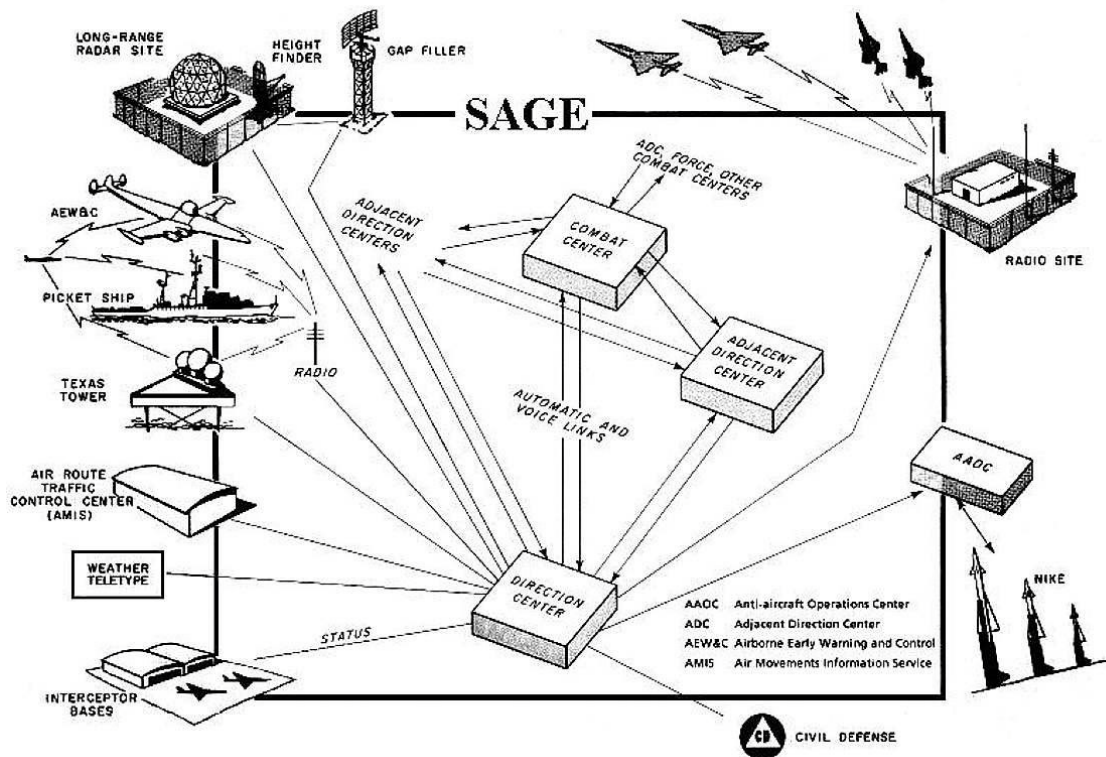 LONG-RANGE
RADAR SITE
HEIGHT
FINDER
GAP FILLER
SAGE
ADC, FORCE, OTHER
COMBAT CENTERS
AEW&C
ADJACENT
DIRECTION
CENTERS
COMBAT
CENTER
RADIO SITE
PICKET SHIP
ADJACENT
DIRECTION
CENTER
TEXAS
TOWER
RADIO
AUTOMATIC AND
VOICE LINKS
AADC
AIR ROUTE
TRAFFIC
CONTROL CENTER
(AMIS)
WEATHER
TELETYPE
DIRECTION
CENTER
NIKE
STATUS
AAOC Anti-aircraft Operations Center
ADC Adjacent Direction Center
AEW&C Airborne Early Warning and Control
AMIS Air Movements Information Service
INTERCEPTOR
BASES
CD
CIVIL DEFENSE